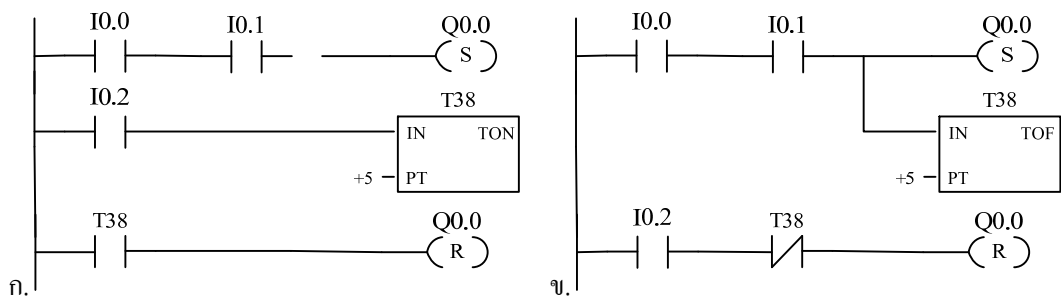 I0.0 I0.1 Q0.0
S
I0.2 T38
IN TON
+5 PT
T38 Q0.0
R
ก.
I0.0 I0.1 Q0.0
S
T38
IN TOF
+5 PT
I0.2 T38 Q0.0
R
ข.